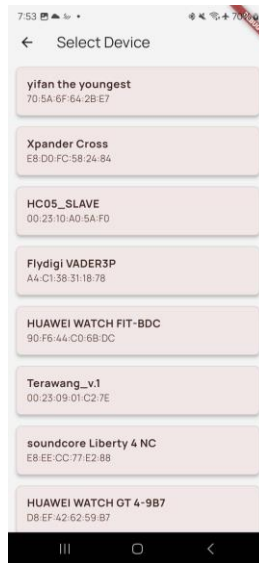 7:53
70%
Select Device
yifan the youngest
70:5A:6F:64:2B:E7
Xpander Cross
E8:D0:FC:58:24:84
HC05_SLAVE
00:23:10:A0:5A:F0
Flydigi VADER3P
A4:C1:38:31:18:78
HUAWEI WATCH FIT-BDC
90:F6:44:C0:6B:DC
Terawang_v.1
00:23:09:01:C2:7E
soundcore Liberty 4 NC
E8:EE:CC:77:E2:88
HUAWEI WATCH GT 4-9B7
D8:EF:42:62:59:B7